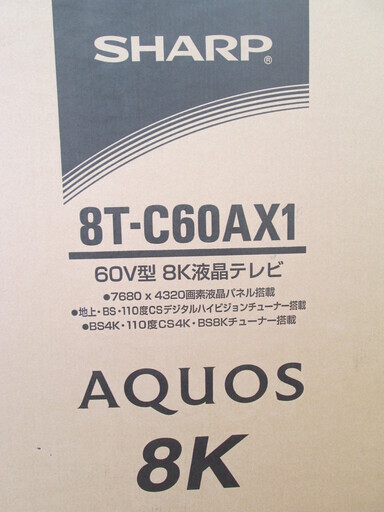 SHARP®
8T-C60AX1
60V型 8K液晶テレビ
●7680 x 4320画素液晶パネル搭載
●地上・BS・110度CSデジタルハイビジョンチューナー搭載
●BS4K・110度CS4K・BS8Kチューナー搭載
AQUOS
8K